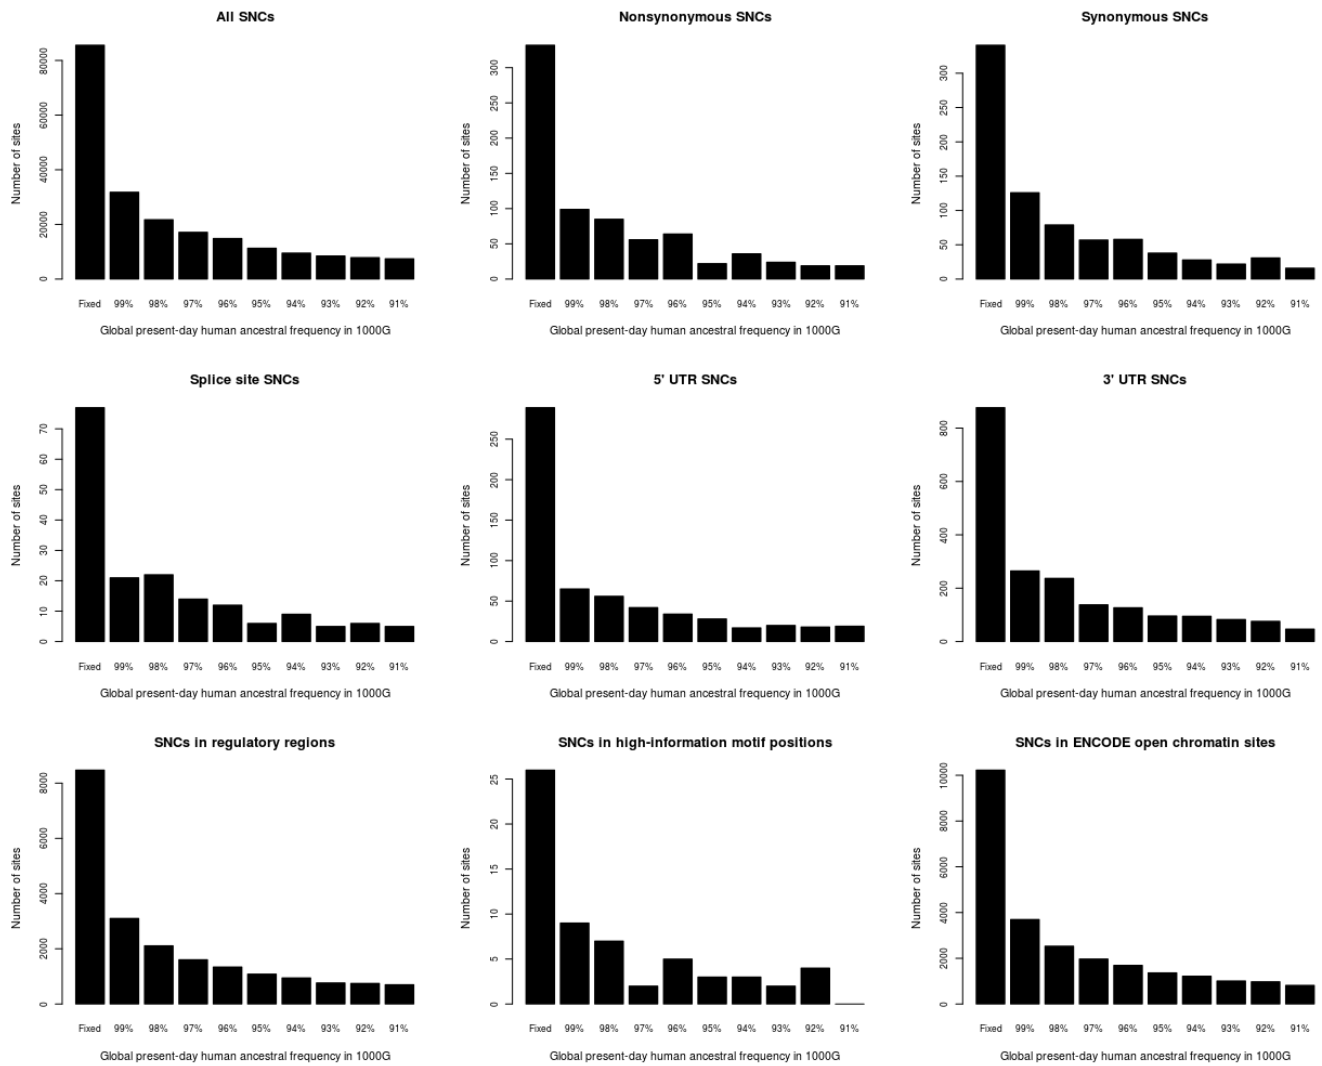 All SNCs
Number of sites
80000
60000
40000
20000
0
Fixed 99% 98% 97% 96% 95% 94% 93% 92% 91%
Global present-day human ancestral frequency in 1000G
Nonsynonymous SNCs
Number of sites
300
250
200
150
100
50
0
Fixed 99% 98% 97% 96% 95% 94% 93% 92% 91%
Global present-day human ancestral frequency in 1000G
Synonymous SNCs
Number of sites
300
250
200
150
100
50
0
Fixed 99% 98% 97% 96% 95% 94% 93% 92% 91%
Global present-day human ancestral frequency in 1000G
Splice site SNCs
Number of sites
70
60
50
40
30
20
10
0
Fixed 99% 98% 97% 96% 95% 94% 93% 92% 91%
Global present-day human ancestral frequency in 1000G
5' UTR SNCs
Number of sites
250
200
150
100
50
0
Fixed 99% 98% 97% 96% 95% 94% 93% 92% 91%
Global present-day human ancestral frequency in 1000G
3' UTR SNCs
Number of sites
800
600
400
200
0
Fixed 99% 98% 97% 96% 95% 94% 93% 92% 91%
Global present-day human ancestral frequency in 1000G
SNCs in regulatory regions
Number of sites
8000
6000
4000
2000
0
Fixed 99% 98% 97% 96% 95% 94% 93% 92% 91%
Global present-day human ancestral frequency in 1000G
SNCs in high-information motif positions
Number of sites
25
20
15
10
5
0
Fixed 99% 98% 97% 96% 95% 94% 93% 92% 91%
Global present-day human ancestral frequency in 1000G
SNCs in ENCODE open chromatin sites
Number of sites
10000
8000
6000
4000
2000
0
Fixed 99% 98% 97% 96% 95% 94% 93% 92% 91%
Global present-day human ancestral frequency in 1000G